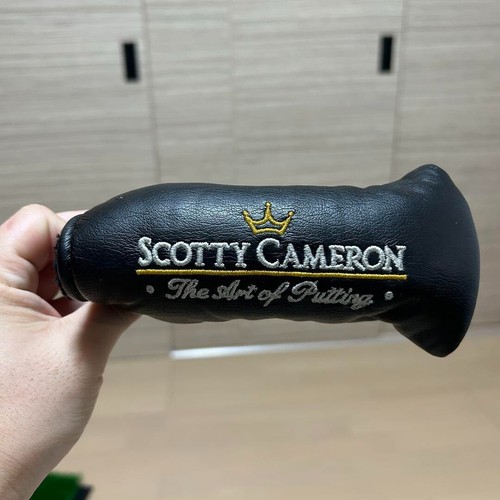 SCOTTY CAMERON
The Art of Putting